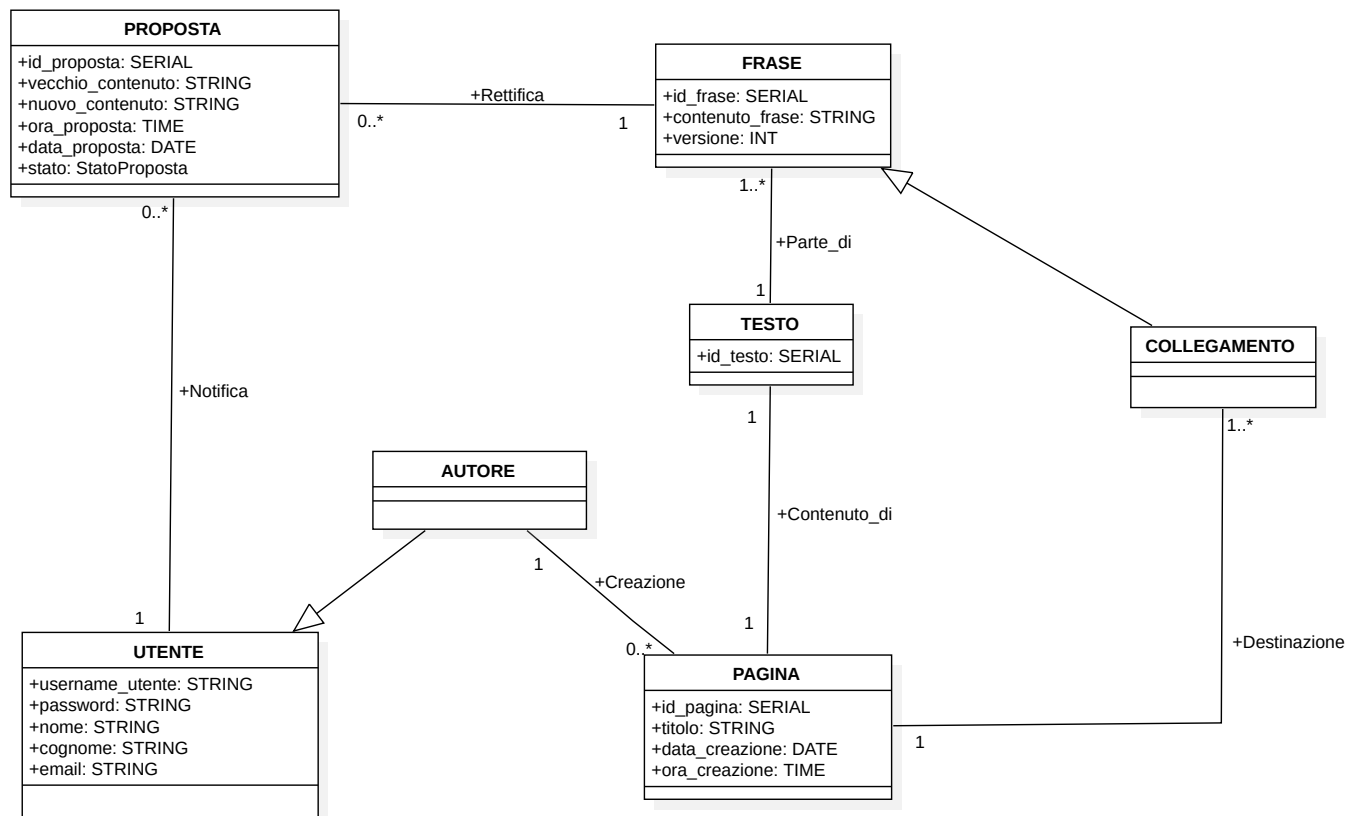 PROPOSTA
+id_proposta: SERIAL
+vecchio_contenuto: STRING
+nuovo_contenuto: STRING
+ora_proposta: TIME
+data_proposta: DATE
+stato: StatoProposta
+Rettifica
0..*
1
FRASE
+id_frase: SERIAL
+contenuto_frase: STRING
+versione: INT
0..*
1..*
+Parte_di
1
TESTO
+id_testo: SERIAL
COLLEGAMENTO
+Notifica
1
1..*
AUTORE
+Contenuto_di
1
+Creazione
1
1
0..*
+Destinazione
UTENTE
+username_utente: STRING
+password: STRING
+nome: STRING
+cognome: STRING
+email: STRING
PAGINA
+id_pagina: SERIAL
+titolo: STRING
+data_creazione: DATE
+ora_creazione: TIME
1